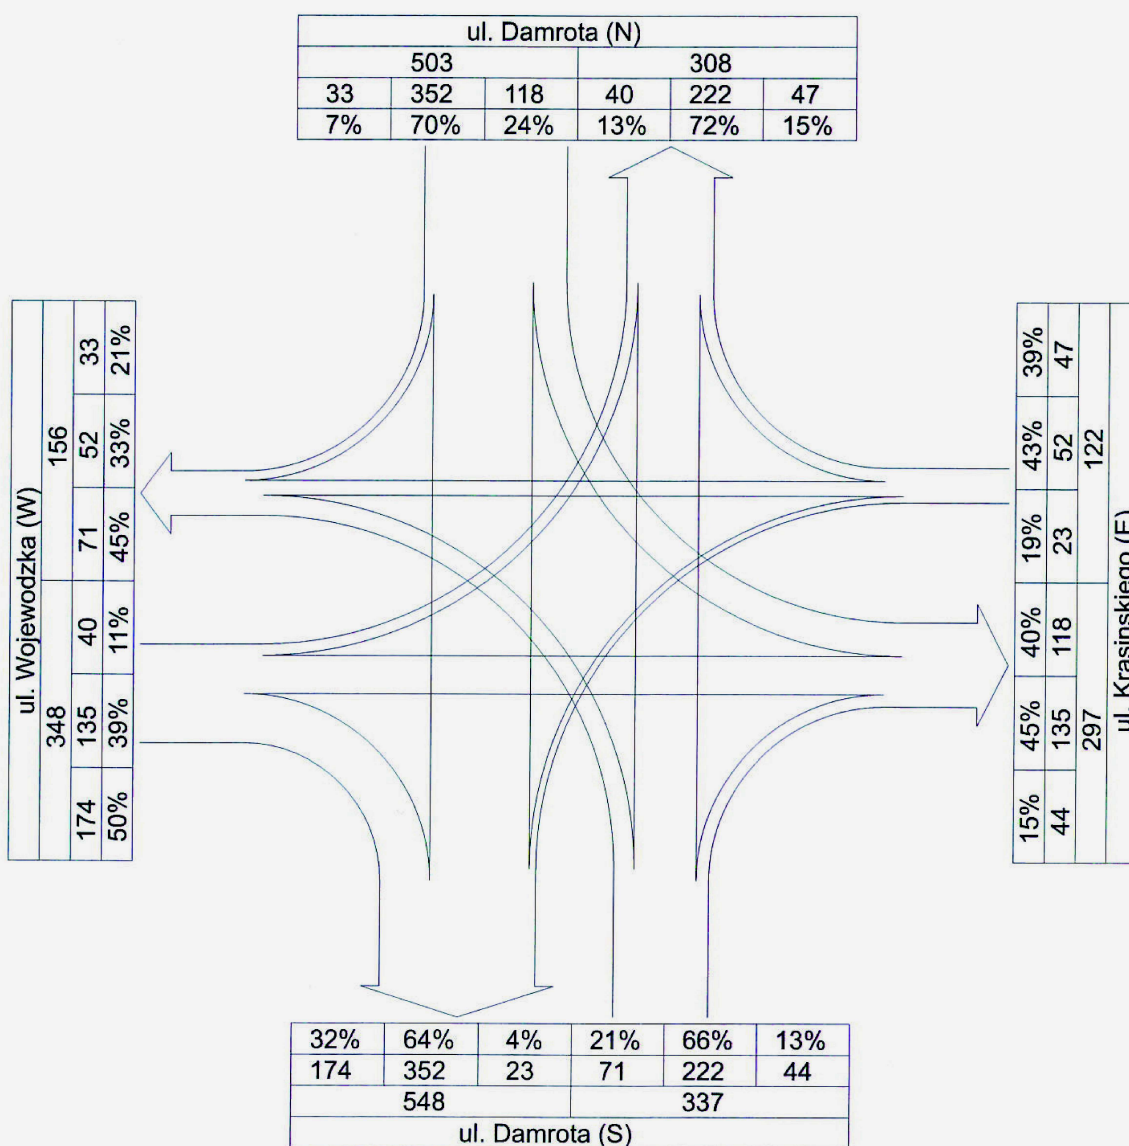 ul. Damrota (N)
503 308
33 352 118 40 222 47
7% 70% 24% 13% 72% 15%
ul. Wojewodzka (W)
156 348
33 52 71 40 135 174
21% 33% 45% 11% 39% 50%
39% 43% 19% 40% 45% 15%
47 52 23 118 135 44
122 297
ul. Krasinskiego (E)
32% 64% 4% 21% 66% 13%
174 352 23 71 222 44
548 337
ul. Damrota (S)